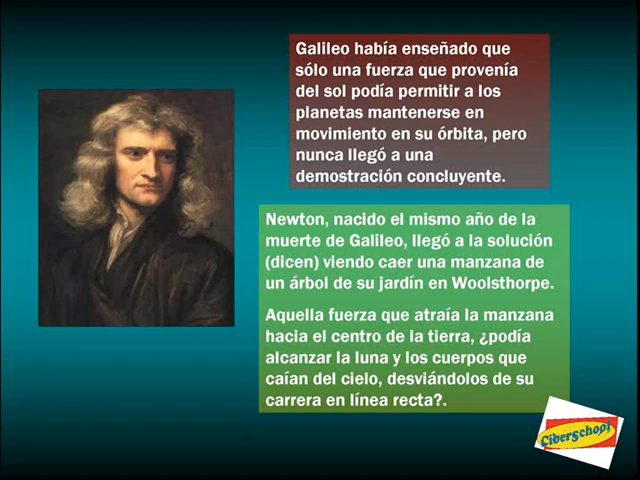 Galileo había enseñado que
sólo una fuerza que provenía
del sol podía permitir a los
planetas mantenerse en
movimiento en su órbita, pero
nunca llegó a una
demostración concluyente.
Newton, nacido el mismo año de la
muerte de Galileo, llegó a la solución
(dicen) viendo caer una manzana de
un árbol de su jardín en Woolsthorpe.
Aquella fuerza que atraía la manzana
hacia el centro de la tierra, ¿podía
alcanzar la luna y los cuerpos que
caían del cielo, desviándolos de su
carrera en línea recta?.
Ciberschool